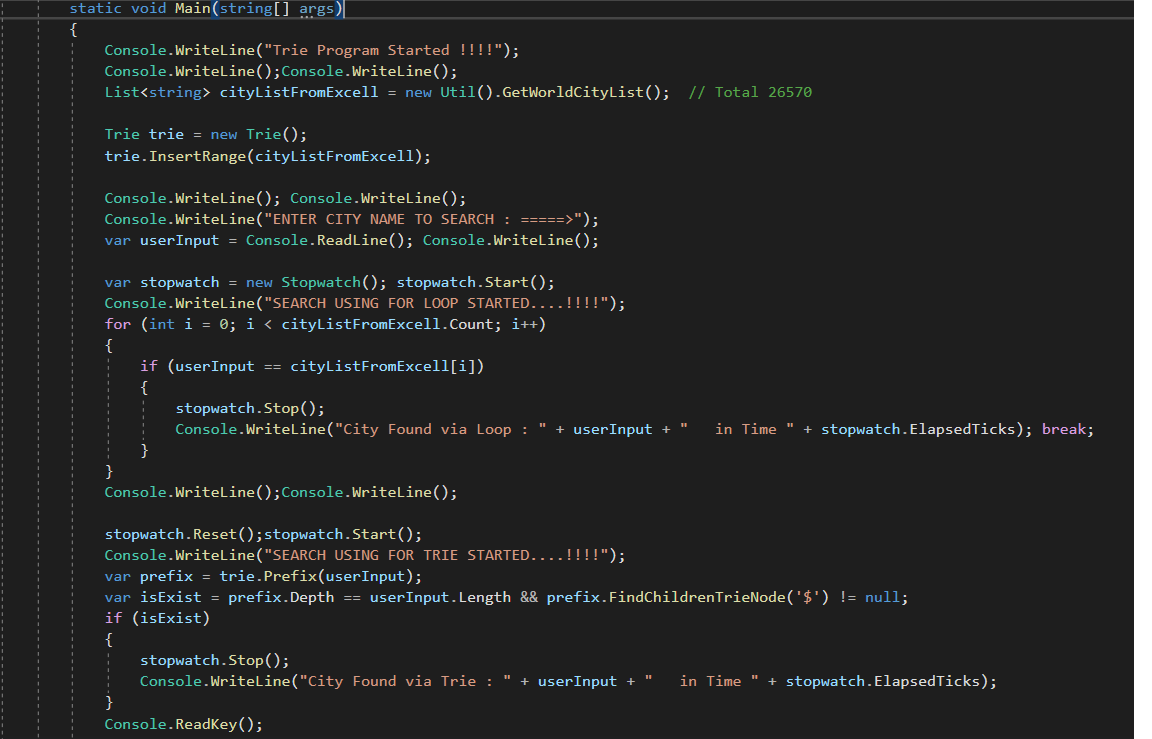 static void Main(string[] args)
{
Console.WriteLine("Trie Program Started !!!!");
Console.WriteLine();Console.WriteLine();
List<string> cityListFromExcell = new Util().GetWorldCityList();  // Total 26570
Trie trie = new Trie();
trie.InsertRange(cityListFromExcell);
Console.WriteLine(); Console.WriteLine();
Console.WriteLine("ENTER CITY NAME TO SEARCH : =====>");
var userInput = Console.ReadLine(); Console.WriteLine();
var stopwatch = new Stopwatch(); stopwatch.Start();
Console.WriteLine("SEARCH USING FOR LOOP STARTED....!!!!");
for (int i = 0; i < cityListFromExcell.Count; i++)
{
if (userInput == cityListFromExcell[i])
{
stopwatch.Stop();
Console.WriteLine("City Found via Loop : " + userInput + "   in Time " + stopwatch.ElapsedTicks); break;
}
}
Console.WriteLine();Console.WriteLine();
stopwatch.Reset();stopwatch.Start();
Console.WriteLine("SEARCH USING FOR TRIE STARTED....!!!!");
var prefix = trie.Prefix(userInput);
var isExist = prefix.Depth == userInput.Length && prefix.FindChildrenTrieNode('$') != null;
if (isExist)
{
stopwatch.Stop();
Console.WriteLine("City Found via Trie : " + userInput + "   in Time " + stopwatch.ElapsedTicks);
}
Console.ReadKey();